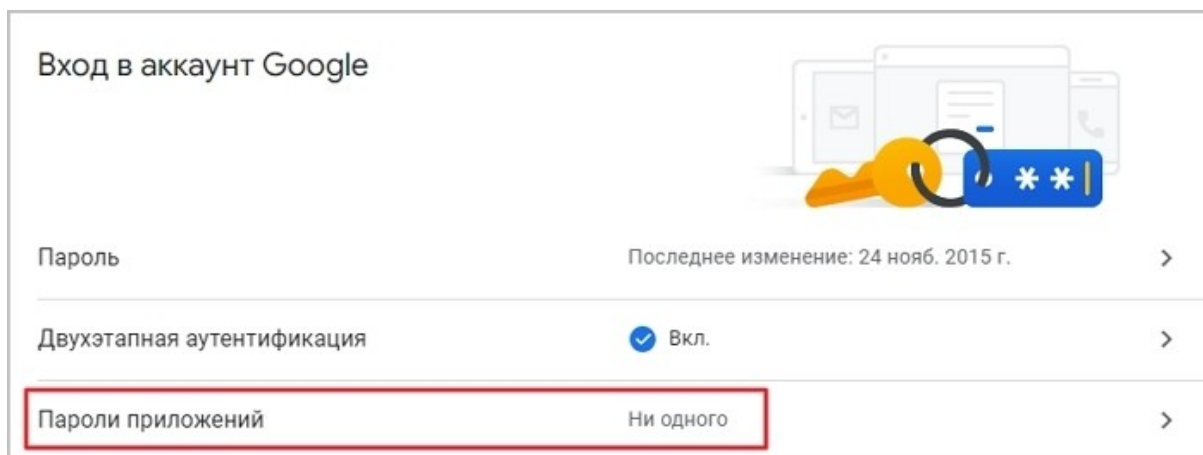 Вход в аккаунт Google
**
Пароль Последнее изменение: 24 нояб. 2015 г.
Двухэтапная аутентификация Вкл.
Пароли приложений Ни одного